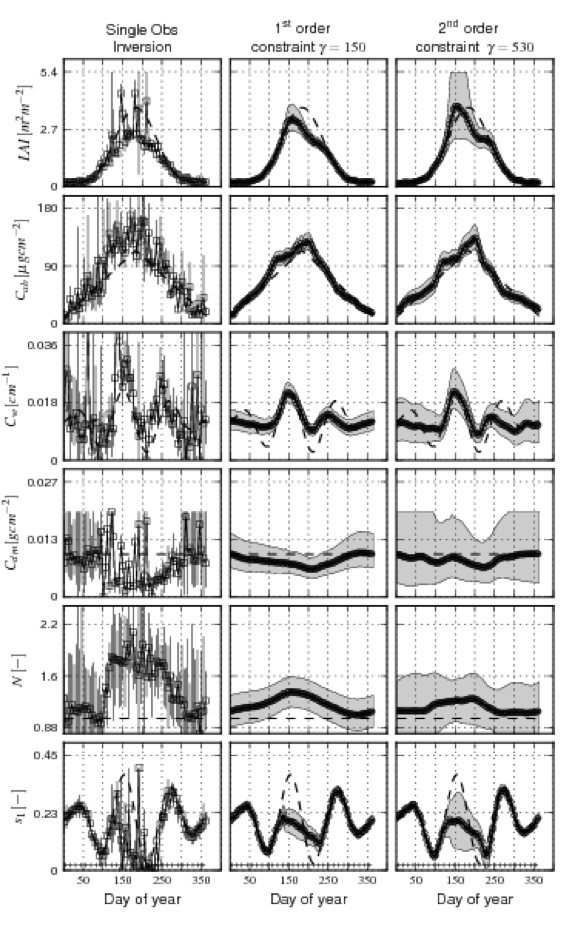 Single Obs
Inversion
1st order
constraint γ = 150
2nd order
constraint γ = 530
LAI [m²m⁻²]
5.4
2.7
0
C_ab [μgcm⁻²]
180
90
0
C_w [cm⁻¹]
0.036
0.018
0
C_dm [gcm⁻²]
0.027
0.013
0
N [−]
2.2
1.6
0.88
s₁ [−]
0.45
0.23
0
50 150 250 350
50 150 250 350
50 150 250 350
Day of year
Day of year
Day of year